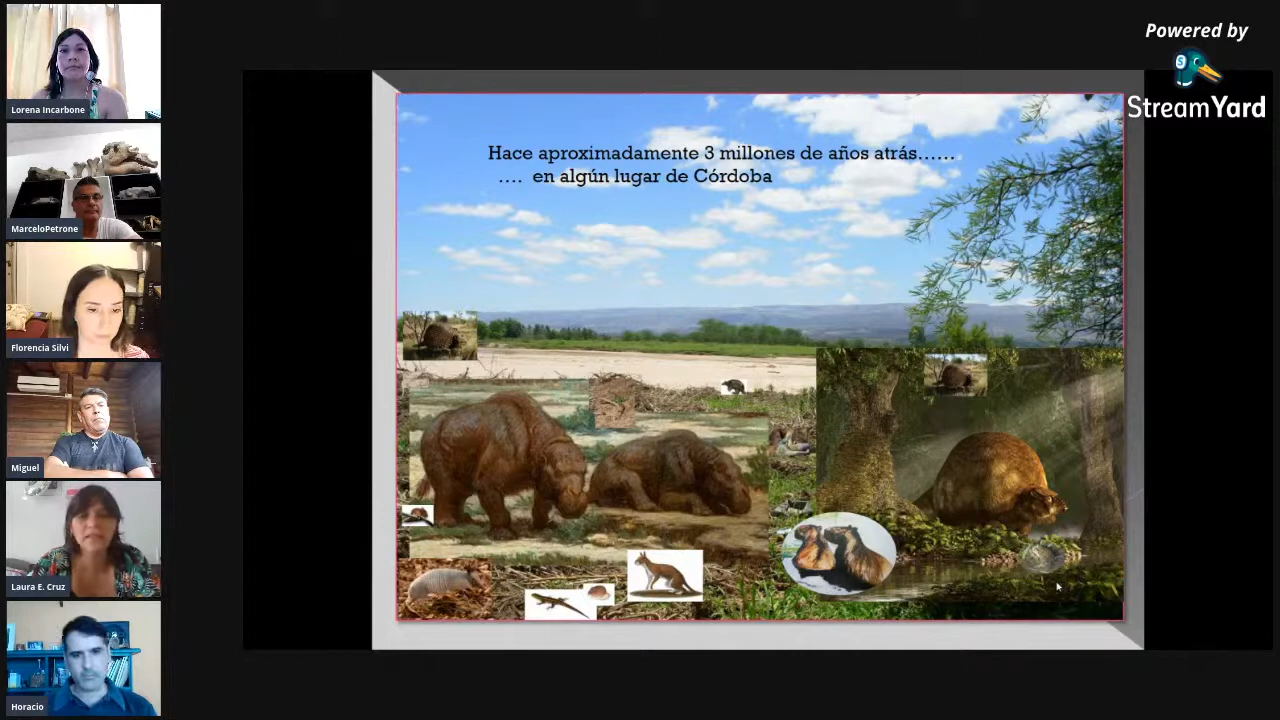 Powered by
StreamYard
Hace aproximadamente 3 millones de años atrás......
.... en algún lugar de Córdoba
Lorena Incarbone
MarceloPetrone
Florencia Silvi
Miguel
Laura E. Cruz
Horacio